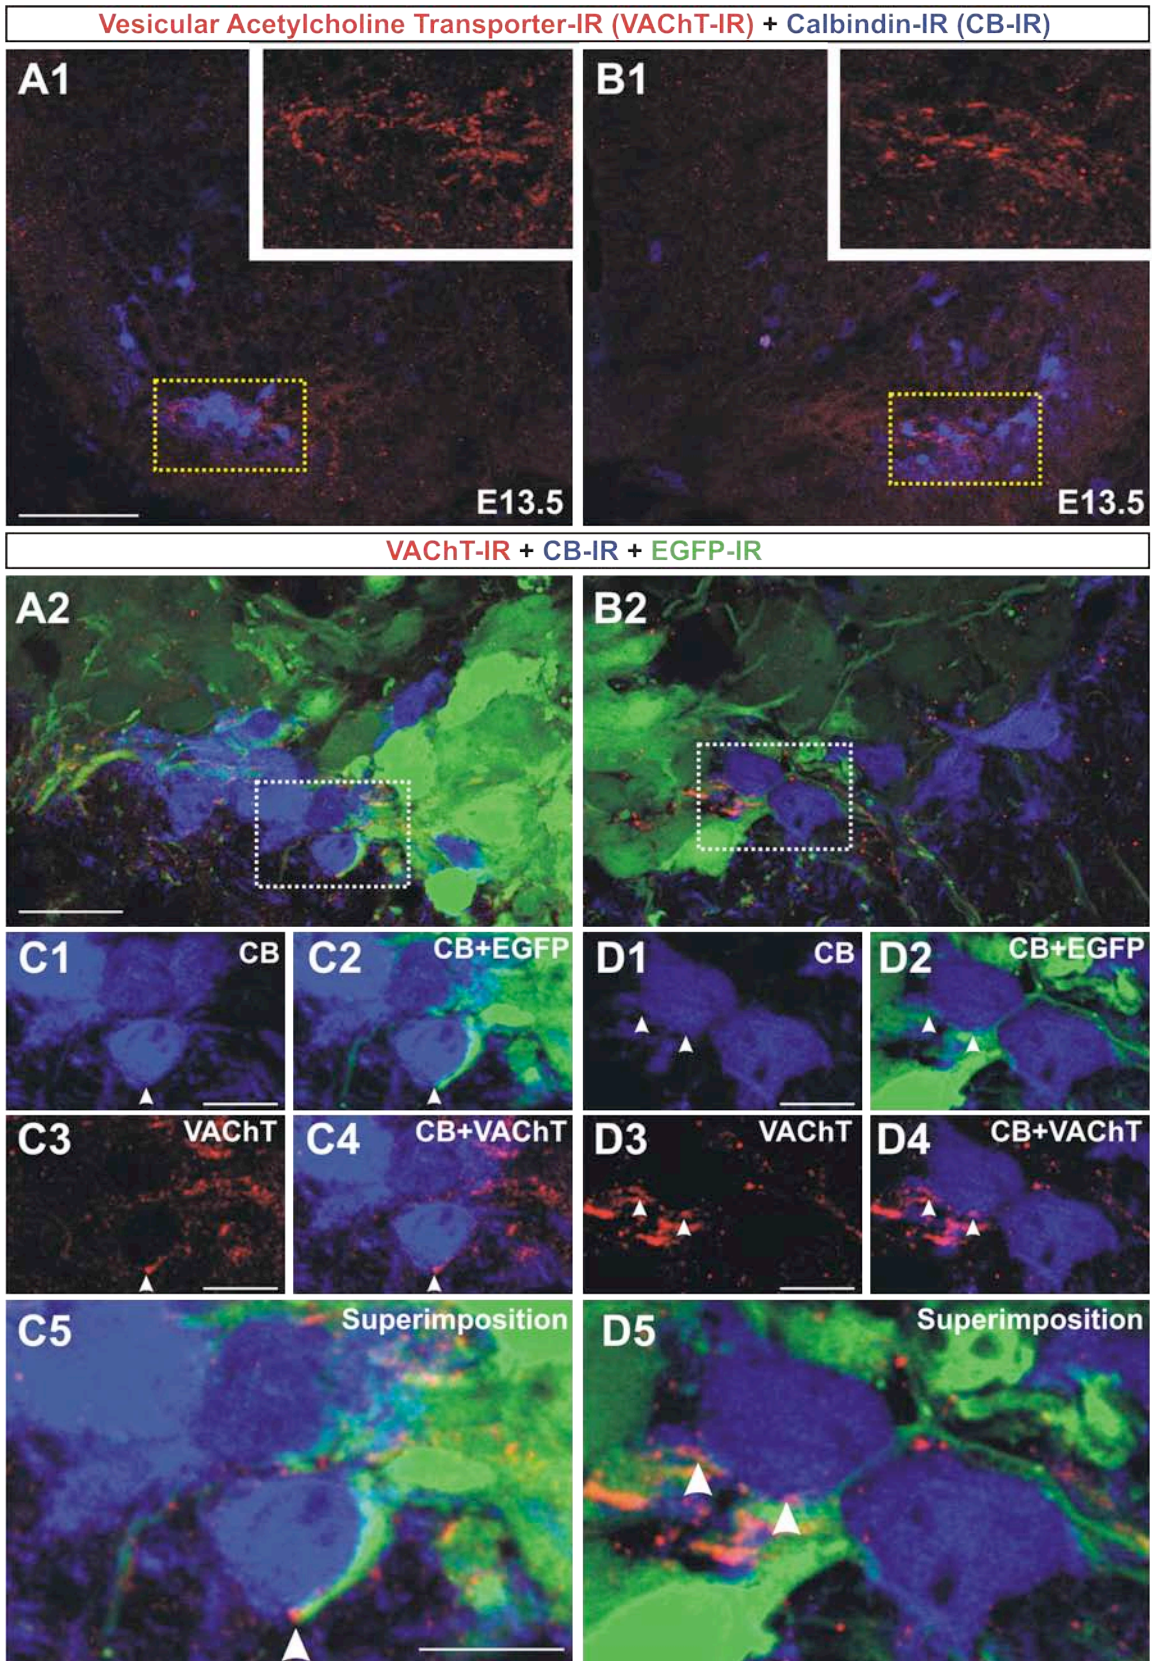 Vesicular Acetylcholine Transporter-IR (VAChT-IR) + Calbindin-IR (CB-IR)
A1
B1
E13.5
E13.5
VAChT-IR + CB-IR + EGFP-IR
A2
B2
C1 CB
C2 CB+EGFP
D1 CB
D2 CB+EGFP
C3 VAChT
C4 CB+VAChT
D3 VAChT
D4 CB+VAChT
C5 Superimposition
D5 Superimposition